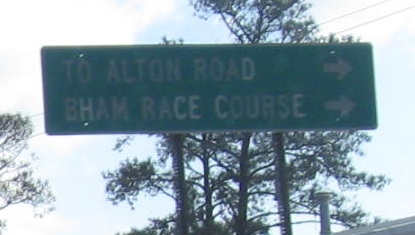 TO ALTON ROAD →
BHAM RACE COURSE →